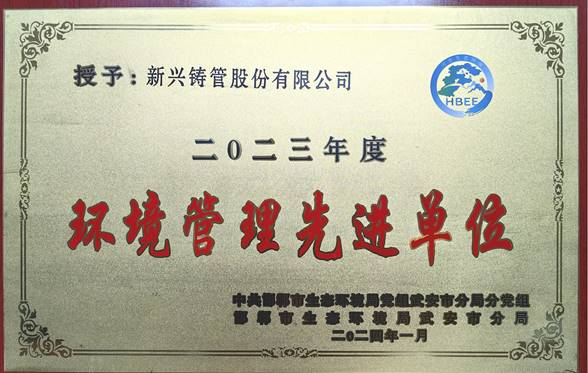 授予：新兴铸管股份有限公司
HBEE
二〇二三年度
环境管理先进单位
中共邯郸市生态环境局党组武安市分局分党组
邯郸市生态环境局武安市分局
二〇二四年一月